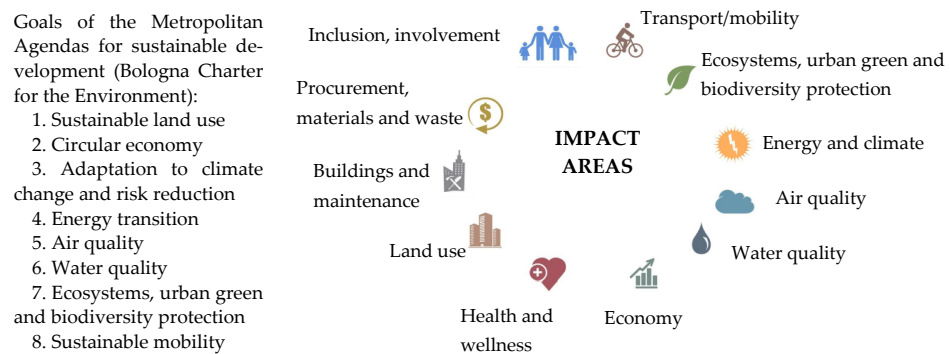 Goals of the Metropolitan
Agendas for sustainable de-
velopment (Bologna Charter
for the Environment):
1. Sustainable land use
2. Circular economy
3. Adaptation to climate
change and risk reduction
4. Energy transition
5. Air quality
6. Water quality
7. Ecosystems, urban green
and biodiversity protection
8. Sustainable mobility
Inclusion, involvement
Transport/mobility
Ecosystems, urban green and
biodiversity protection
Procurement,
materials and waste
$
IMPACT
AREAS
Energy and climate
Buildings and
maintenance
Air quality
Land use
Water quality
Health and
wellness
Economy